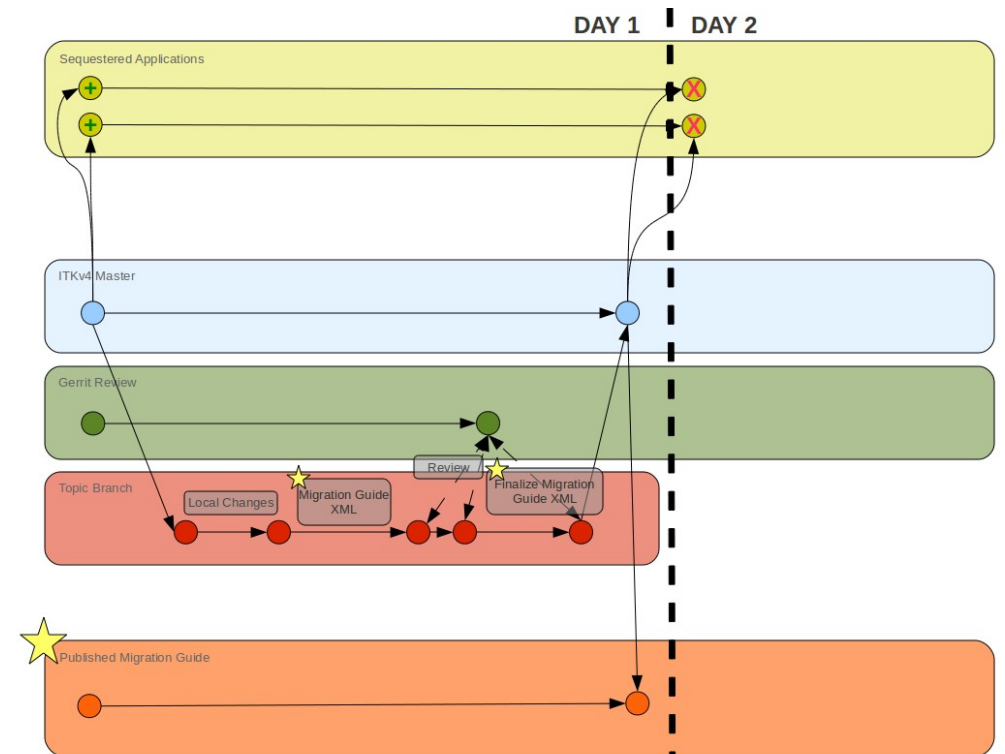 DAY 1
DAY 2
Sequestered Applications
+
+
X
X
ITKv4 Master
Gerrit Review
Review
Topic Branch
Local Changes
Migration Guide
XML
Finalize Migration
Guide XML
Published Migration Guide